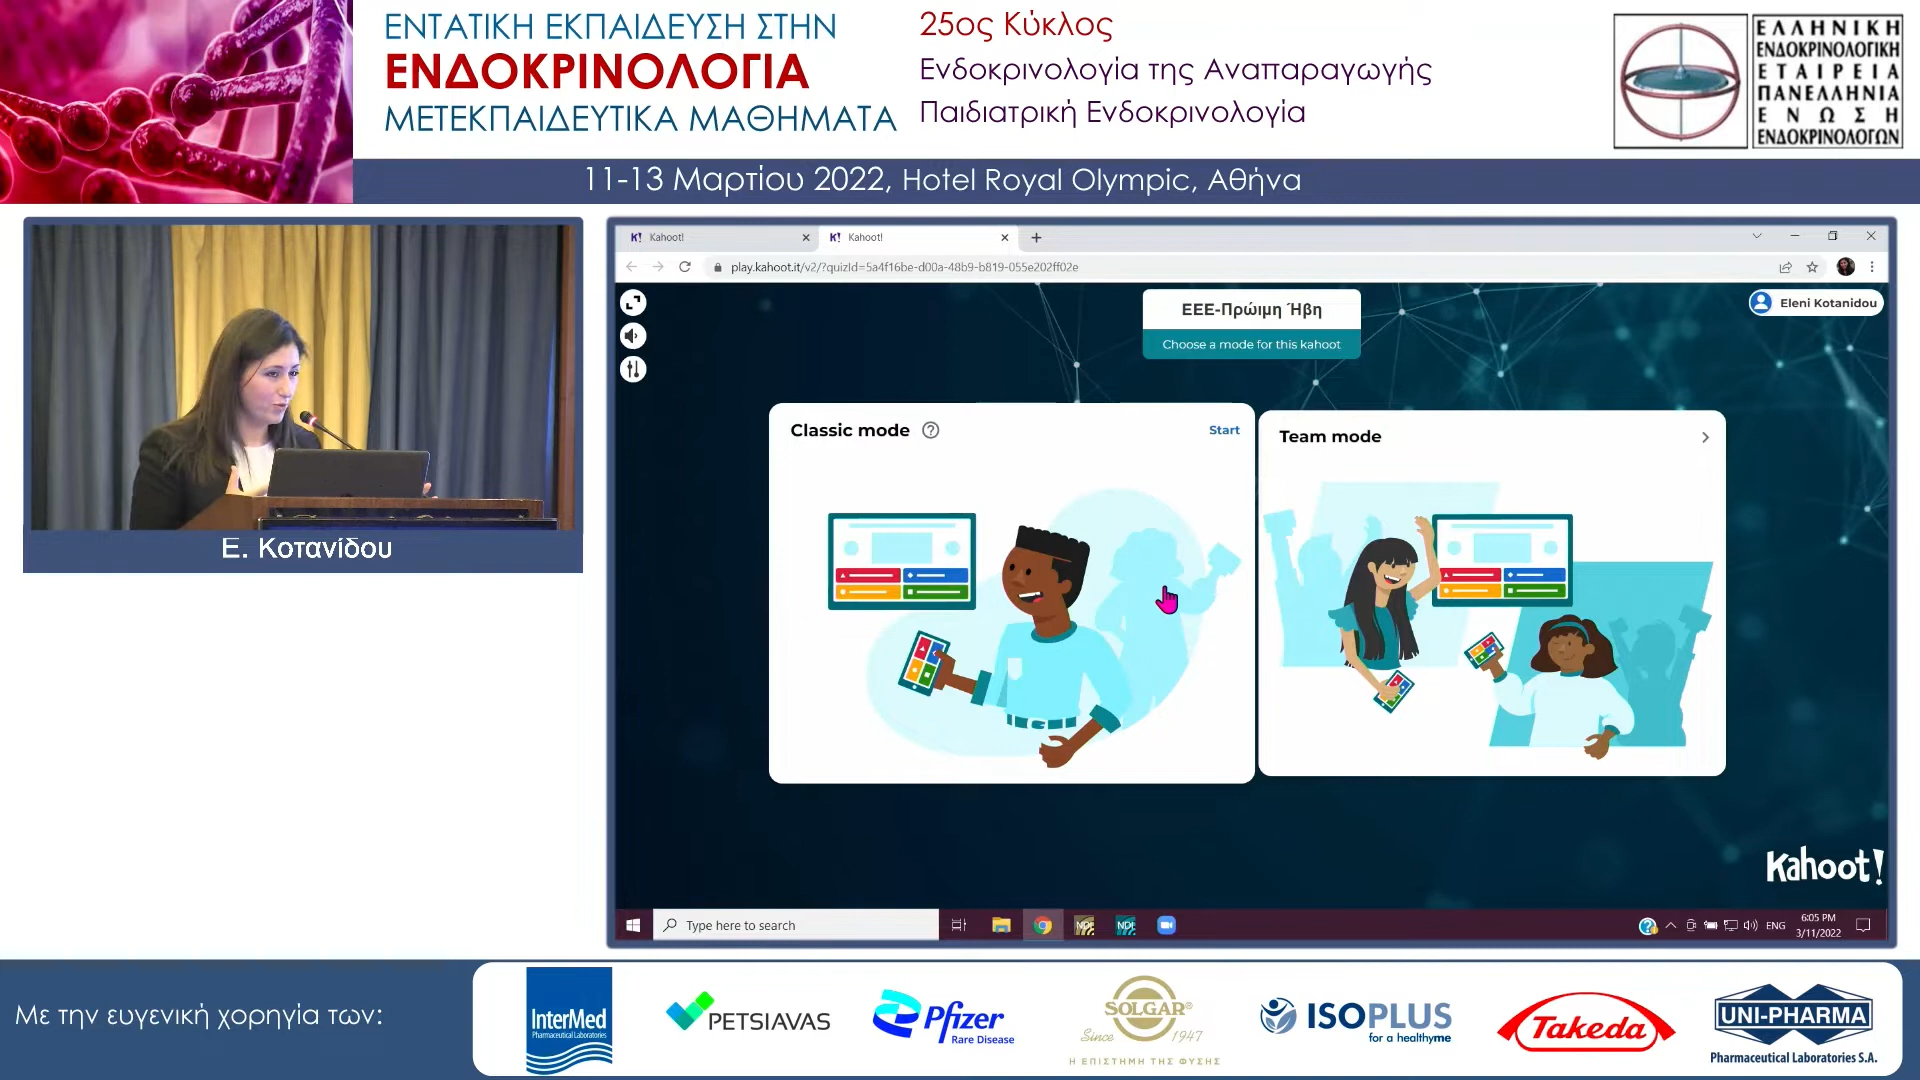 ΕΝΤΑΤΙΚΗ ΕΚΠΑΙΔΕΥΣΗ ΣΤΗΝ
ΕΝΔΟΚΡΙΝΟΛΟΓΙΑ
ΜΕΤΕΚΠΑΙΔΕΥΤΙΚΑ ΜΑΘΗΜΑΤΑ
25ος Κύκλος
Ενδοκρινολογία της Αναπαραγωγής
Παιδιατρική Ενδοκρινολογία
ΕΛΛΗΝΙΚΗ
ΕΝΔΟΚΡΙΝΟΛΟΓΙΚΗ
ΕΤΑΙΡΕΙΑ
ΠΑΝΕΛΛΗΝΙΑ
ΕΝΩΣΗ
ΕΝΔΟΚΡΙΝΟΛΟΓΩΝ
11-13 Μαρτίου 2022, Hotel Royal Olympic, Αθήνα
Ε. Κοτανίδου
K! Kahoot!
K! Kahoot!
play.kahoot.it/v2/?quizId=5a4f16be-d00a-48b9-b819-055e202ff02e
ΕΕΕ-Πρώιμη Ήβη
Choose a mode for this kahoot
Eleni Kotanidou
Classic mode
Start
Team mode
Kahoot!
Type here to search
NDI
NDI
ENG
6:05 PM
3/11/2022
Με την ευγενική χορηγία των:
InterMed
Pharmaceutical Laboratories
PETSIAVAS
Pfizer
Rare Disease
SOLGAR®
Since 1947
Η ΕΠΙΣΤΗΜΗ ΤΗΣ ΦΥΣΗΣ
ISOPLUS
for a healthyme
Takeda
UNI-PHARMA
Pharmaceutical Laboratories S.A.